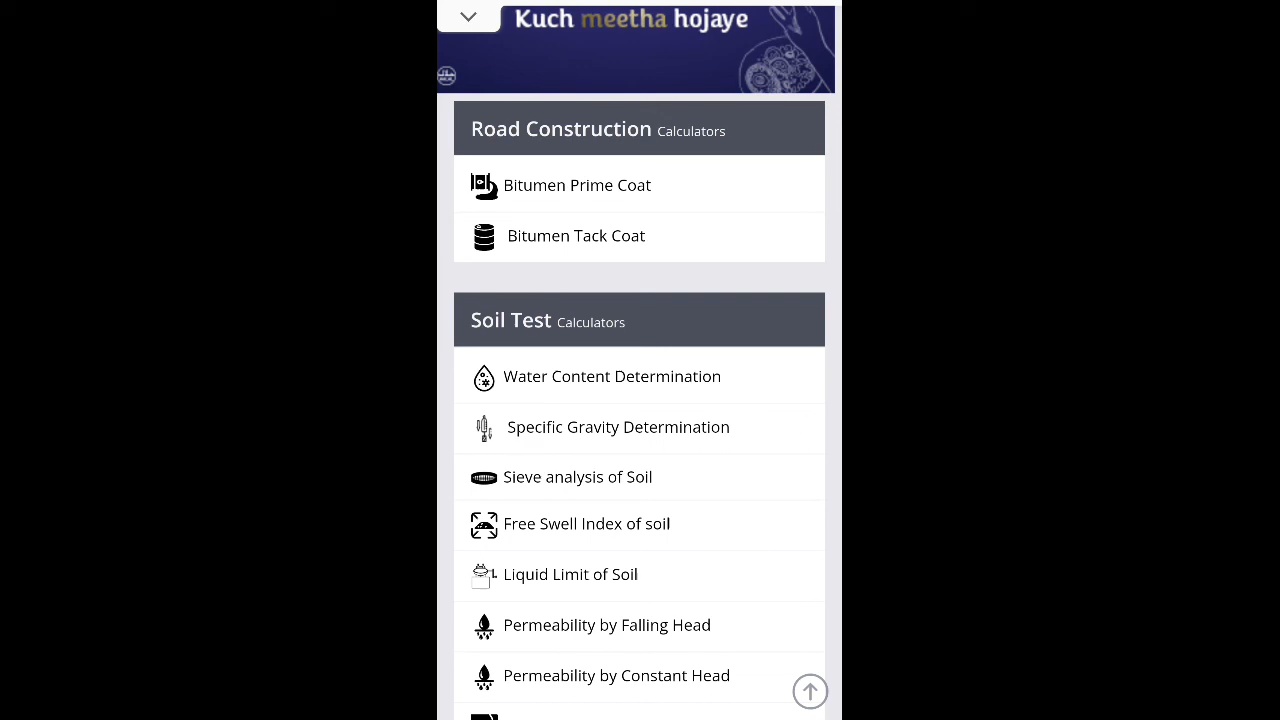 Kuch meetha hojaye
Road Construction Calculators
Bitumen Prime Coat
Bitumen Tack Coat
Soil Test Calculators
Water Content Determination
Specific Gravity Determination
Sieve analysis of Soil
Free Swell Index of soil
Liquid Limit of Soil
Permeability by Falling Head
Permeability by Constant Head